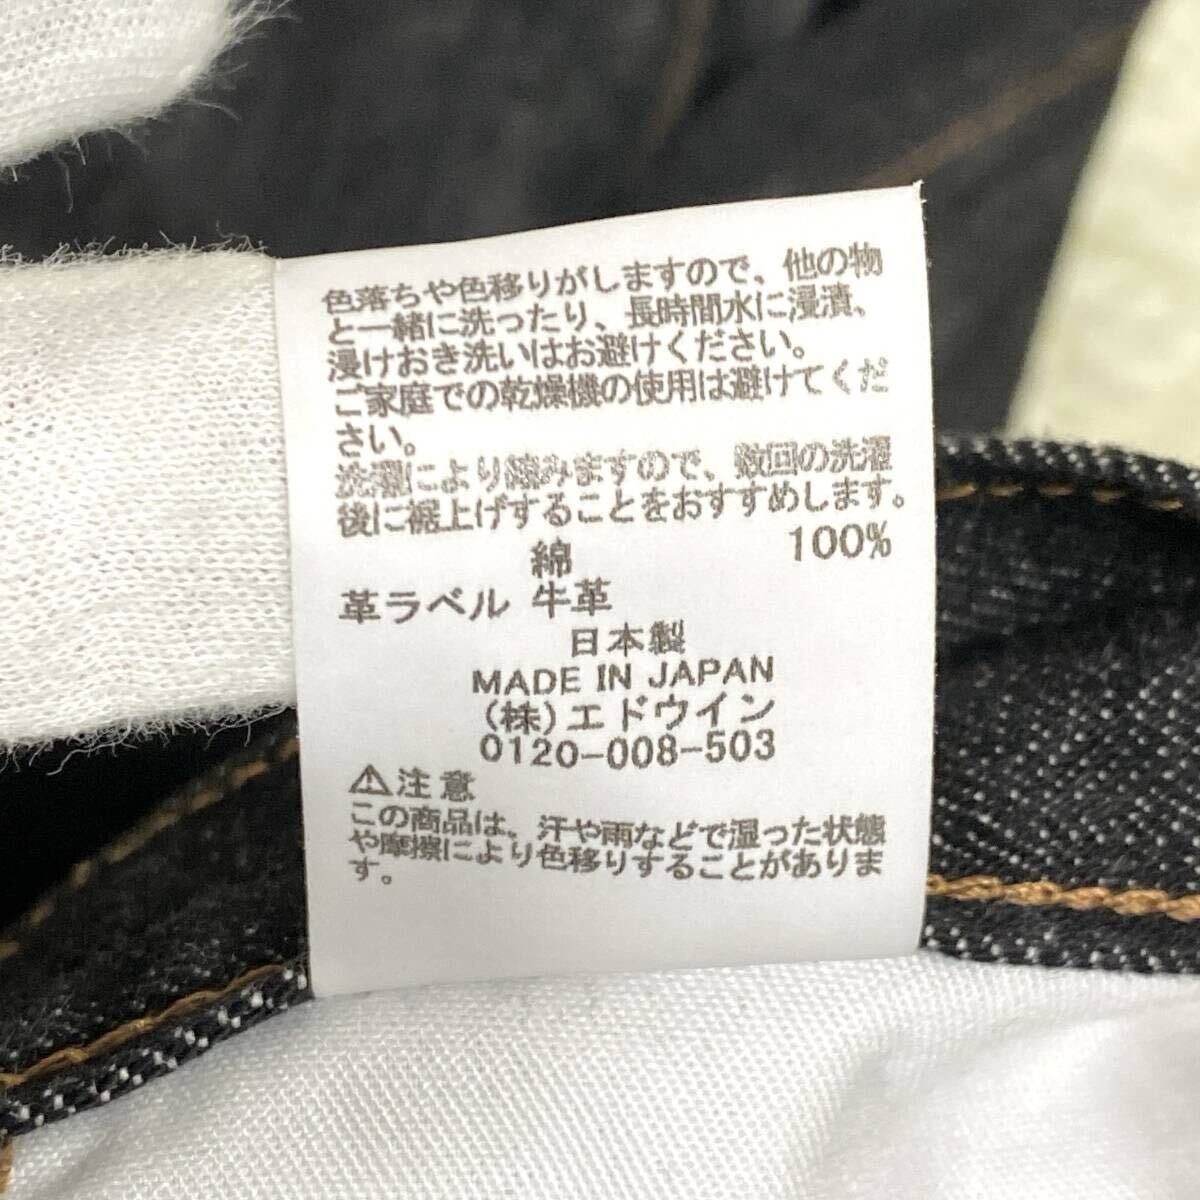 色落ちや色移りがしますので、他の物
と一緒に洗ったり、長時間水に浸漬、
浸けおき洗いはお避けください。
ご家庭での乾燥機の使用は避けてくだ
さい。
洗濯により縮みますので、数回の洗濯
後に裾上げすることをおすすめします。
綿 100%
革ラベル 牛革
日本製
MADE IN JAPAN
(株)エドウイン
0120-008-503
⚠注意
この商品は、汗や雨などで湿った状態
や摩擦により色移りすることがありま
す。